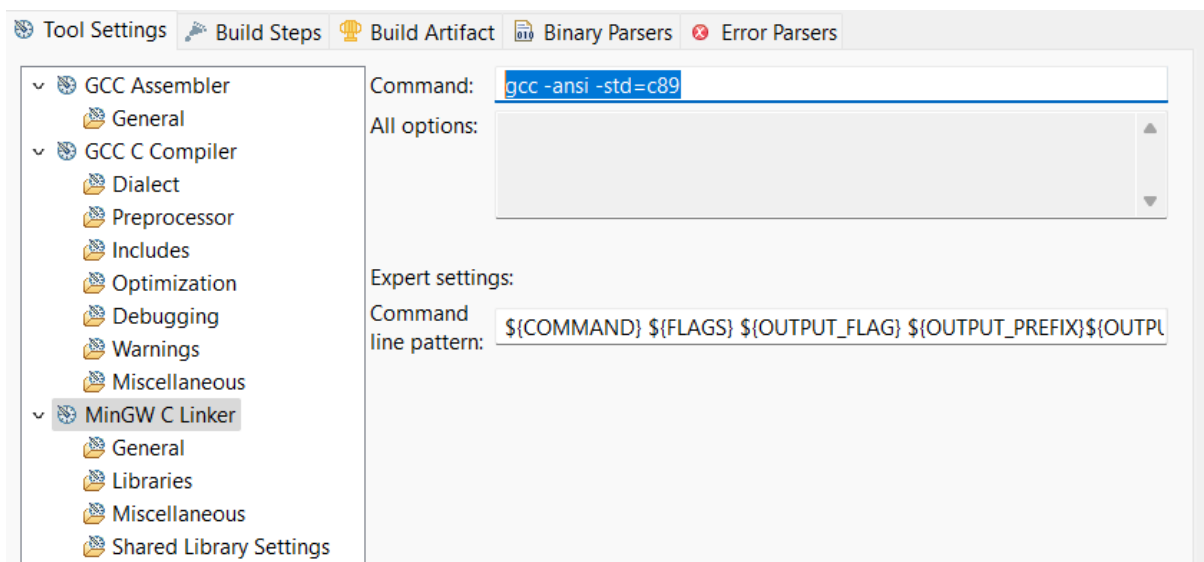 Tool Settings Build Steps Build Artifact Binary Parsers Error Parsers
GCC Assembler
General
GCC C Compiler
Dialect
Preprocessor
Includes
Optimization
Debugging
Warnings
Miscellaneous
MinGW C Linker
General
Libraries
Miscellaneous
Shared Library Settings
Command: gcc -ansi -std=c89
All options:
Expert settings:
Command
line pattern: ${COMMAND} ${FLAGS} ${OUTPUT_FLAG} ${OUTPUT_PREFIX}${OUTPU